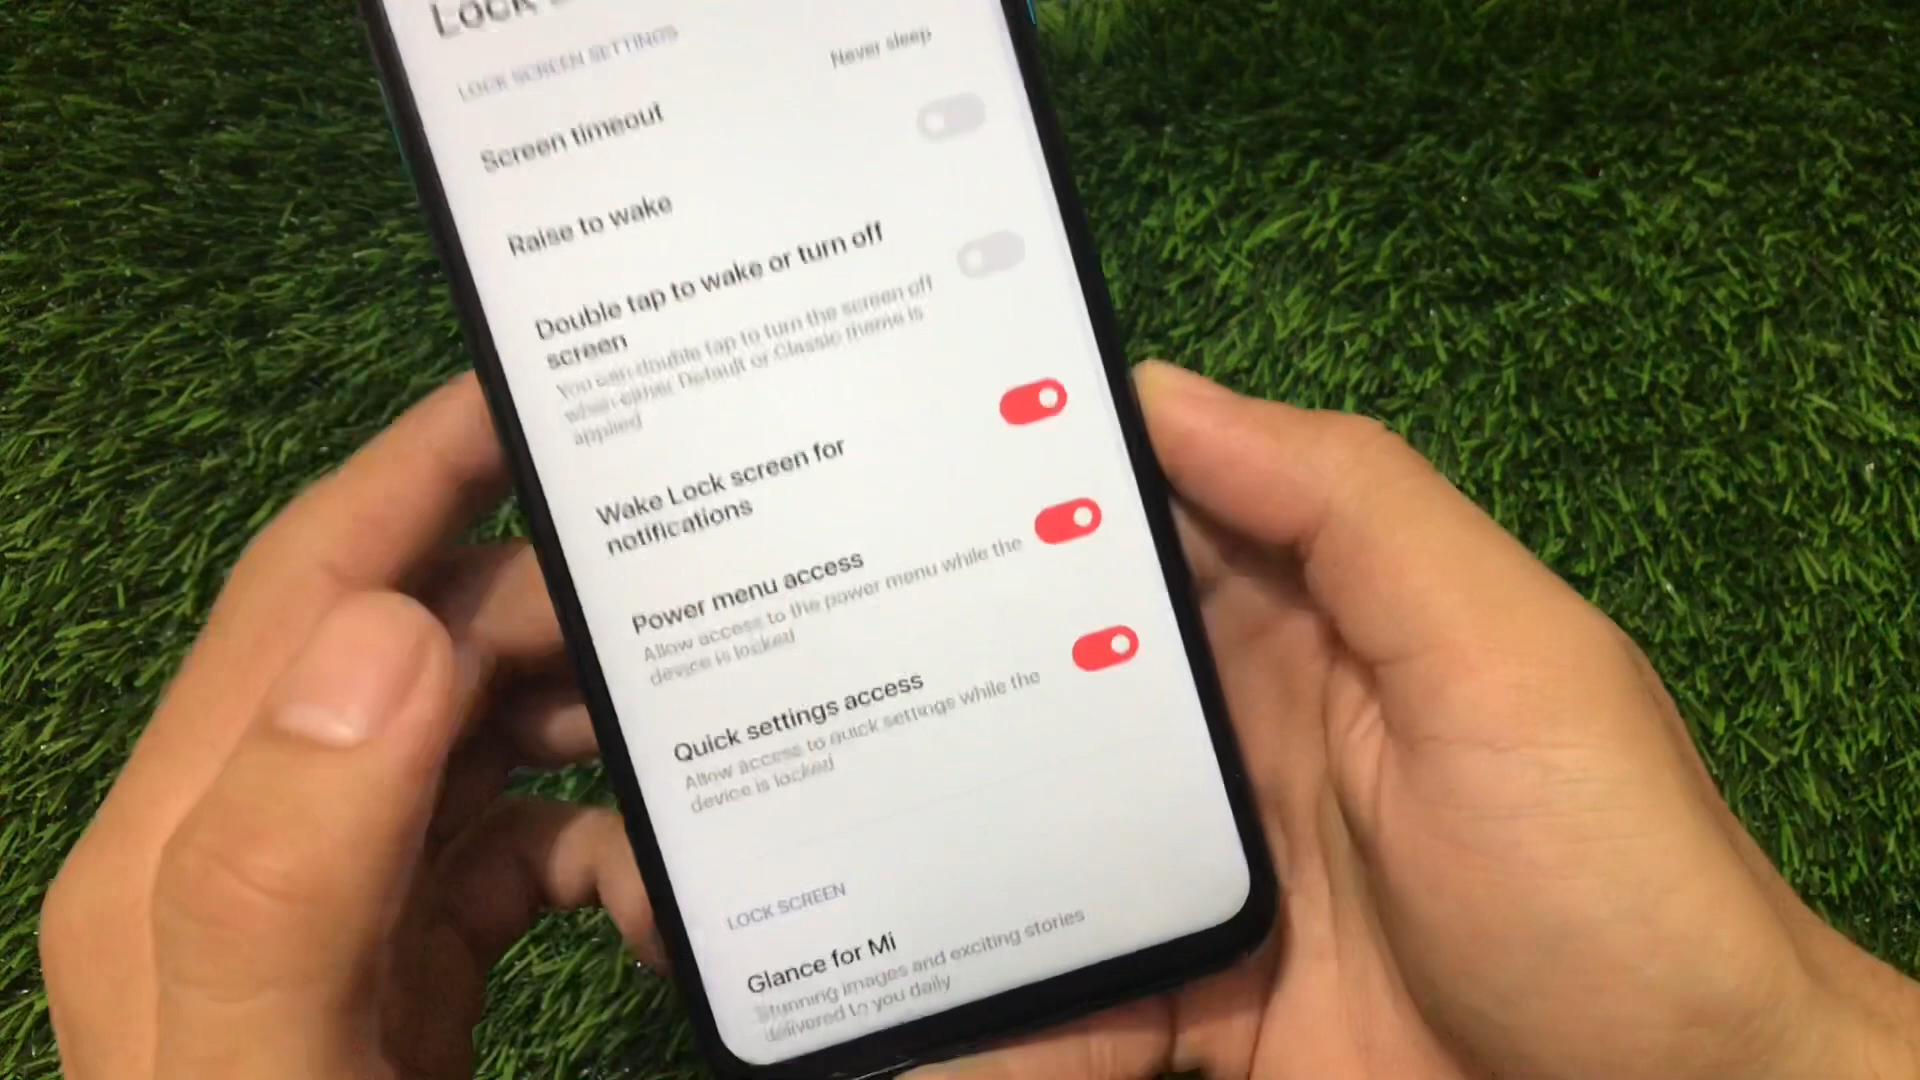 Lock
LOCK SCREEN SETTINGS
Screen timeout
Never sleep
Raise to wake
Double tap to wake or turn off
screen
You can double tap to turn the screen off
when either Default or Classic theme is
applied
Wake Lock screen for
notifications
Power menu access
Allow access to the power menu while the
device is locked
Quick settings access
Allow access to quick settings while the
device is locked
LOCK SCREEN
Glance for Mi
Stunning images and exciting stories
delivered to you daily